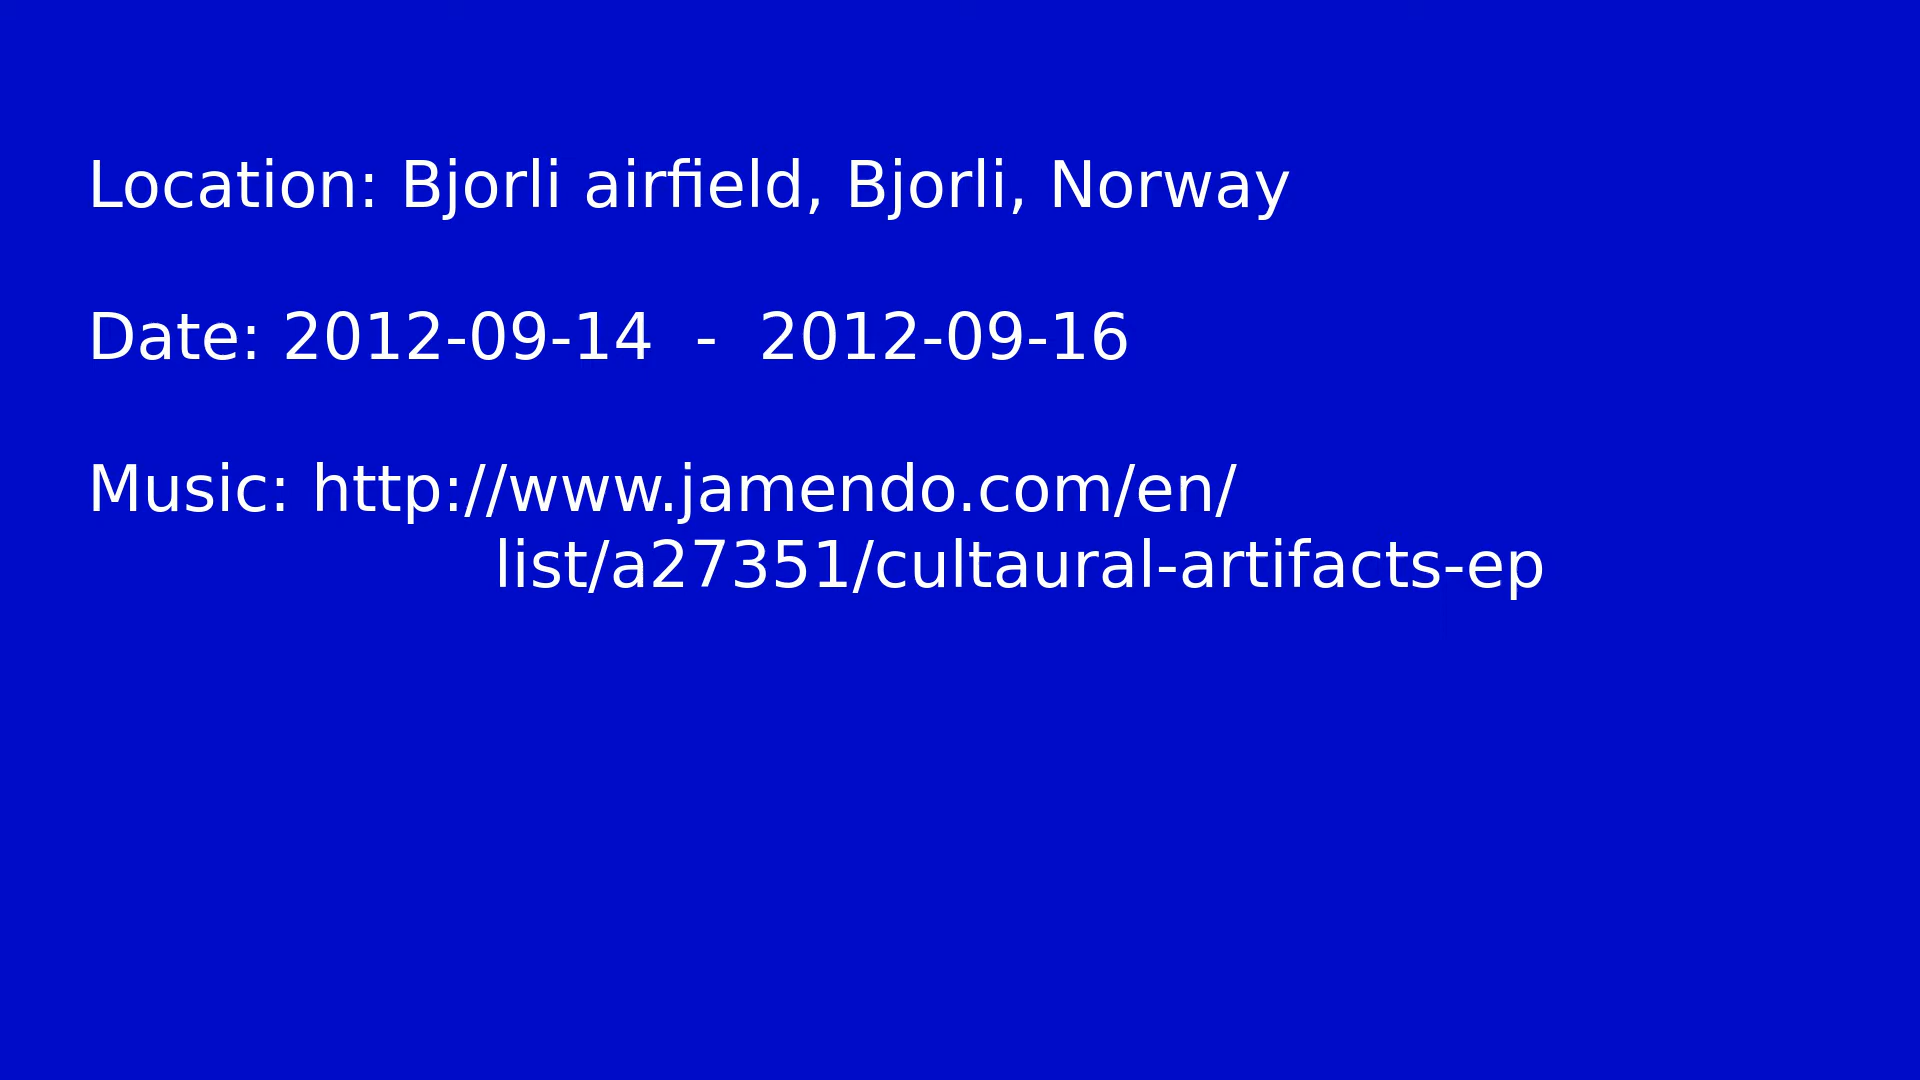 Location: Bjorli airfield, Bjorli, Norway
Date: 2012-09-14 - 2012-09-16
Music: http://www.jamendo.com/en/
list/a27351/cultaural-artifacts-ep